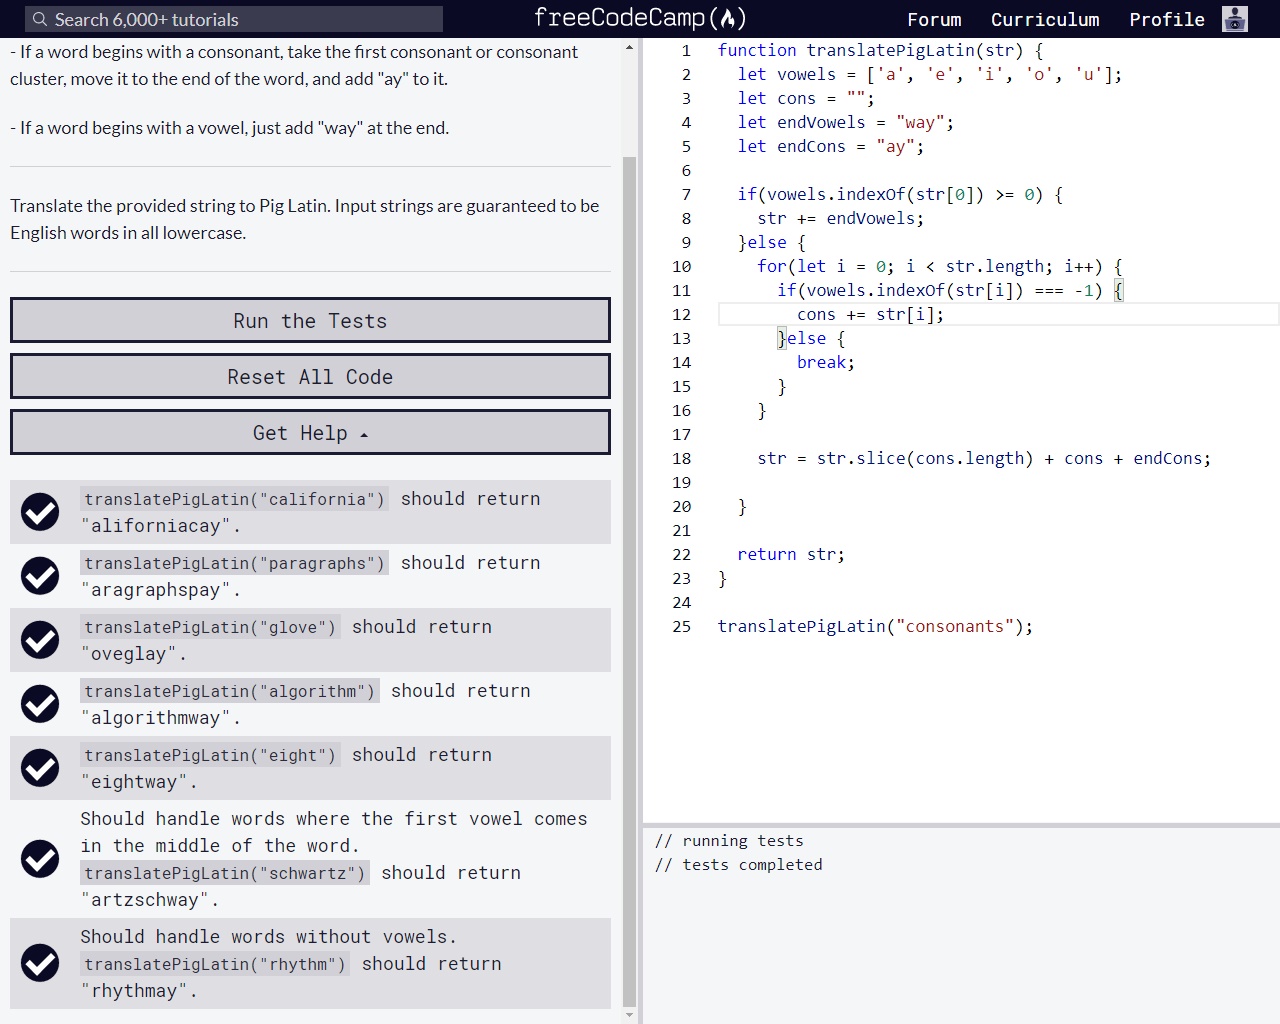 Search 6,000+ tutorials
freeCodeCamp
Forum
Curriculum
Profile
- If a word begins with a consonant, take the first consonant or consonant
cluster, move it to the end of the word, and add "ay" to it.
- If a word begins with a vowel, just add "way" at the end.
Translate the provided string to Pig Latin. Input strings are guaranteed to be
English words in all lowercase.
Run the Tests
Reset All Code
Get Help
translatePigLatin("california") should return
"aliforniacay".
translatePigLatin("paragraphs") should return
"aragraphspay".
translatePigLatin("glove") should return
"oveglay".
translatePigLatin("algorithm") should return
"algorithmway".
translatePigLatin("eight") should return
"eightway".
Should handle words where the first vowel comes
in the middle of the word.
translatePigLatin("schwartz") should return
"artzschway".
Should handle words without vowels.
translatePigLatin("rhythm") should return
"rhythmay".
1 function translatePigLatin(str) {
2 let vowels = ['a', 'e', 'i', 'o', 'u'];
3 let cons = "";
4 let endVowels = "way";
5 let endCons = "ay";
6
7 if(vowels.indexOf(str[0]) >= 0) {
8 str += endVowels;
9 }else {
10 for(let i = 0; i < str.length; i++) {
11 if(vowels.indexOf(str[i]) === -1) {
12 cons += str[i];
13 }else {
14 break;
15 }
16 }
17
18 str = str.slice(cons.length) + cons + endCons;
19
20 }
21
22 return str;
23 }
24
25 translatePigLatin("consonants");
// running tests
// tests completed